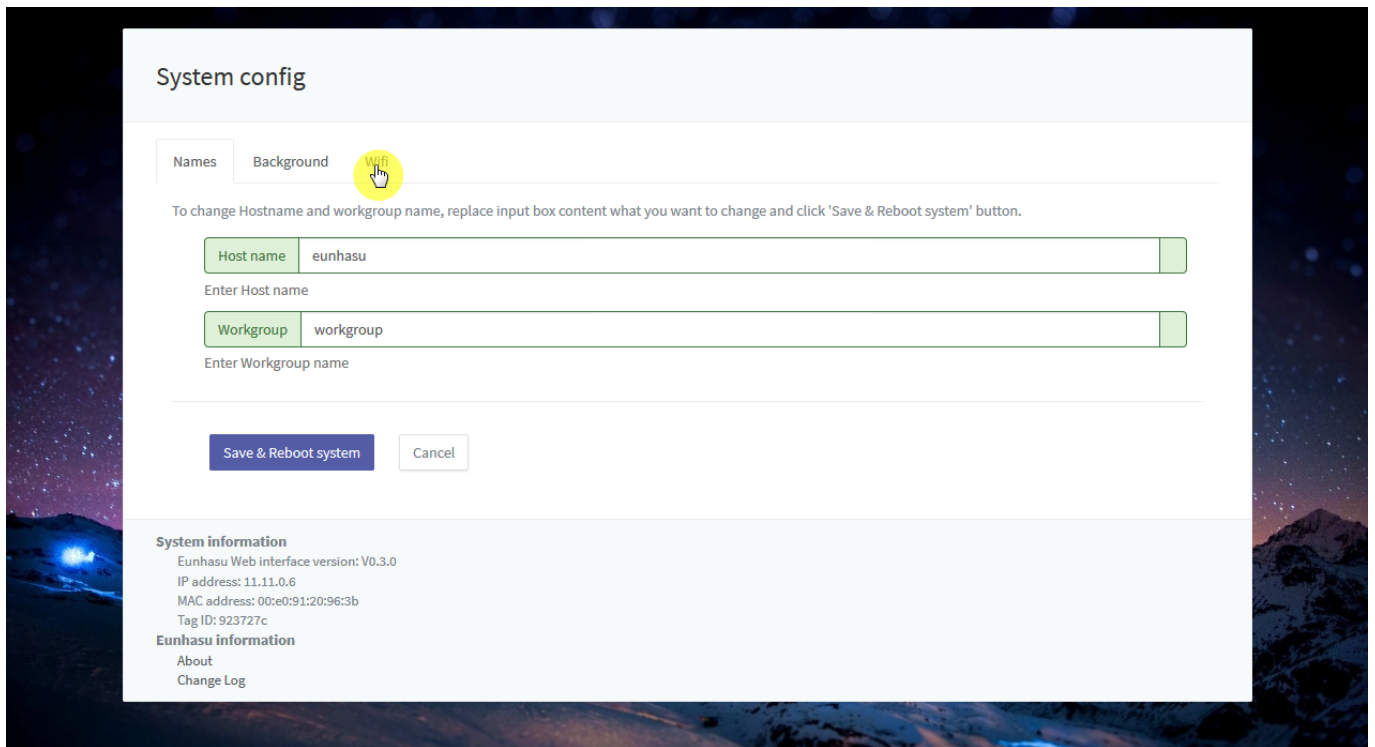 System config
Names Background Wifi
To change Hostname and workgroup name, replace input box content what you want to change and click 'Save & Reboot system' button.
Host name eunhasu
Enter Host name
Workgroup workgroup
Enter Workgroup name
Save & Reboot system Cancel
System information
Eunhasu Web interface version: V0.3.0
IP address: 11.11.0.6
MAC address: 00:e0:91:20:96:3b
Tag ID: 923727c
Eunhasu information
About
Change Log